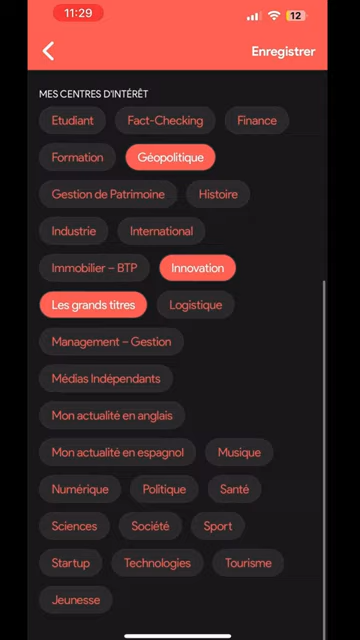 11:29
12
Enregistrer
MES CENTRES D'INTÉRÊT
Etudiant Fact-Checking Finance
Formation Géopolitique
Gestion de Patrimoine Histoire
Industrie International
Immobilier – BTP Innovation
Les grands titres Logistique
Management – Gestion
Médias Indépendants
Mon actualité en anglais
Mon actualité en espagnol Musique
Numérique Politique Santé
Sciences Société Sport
Startup Technologies Tourisme
Jeunesse